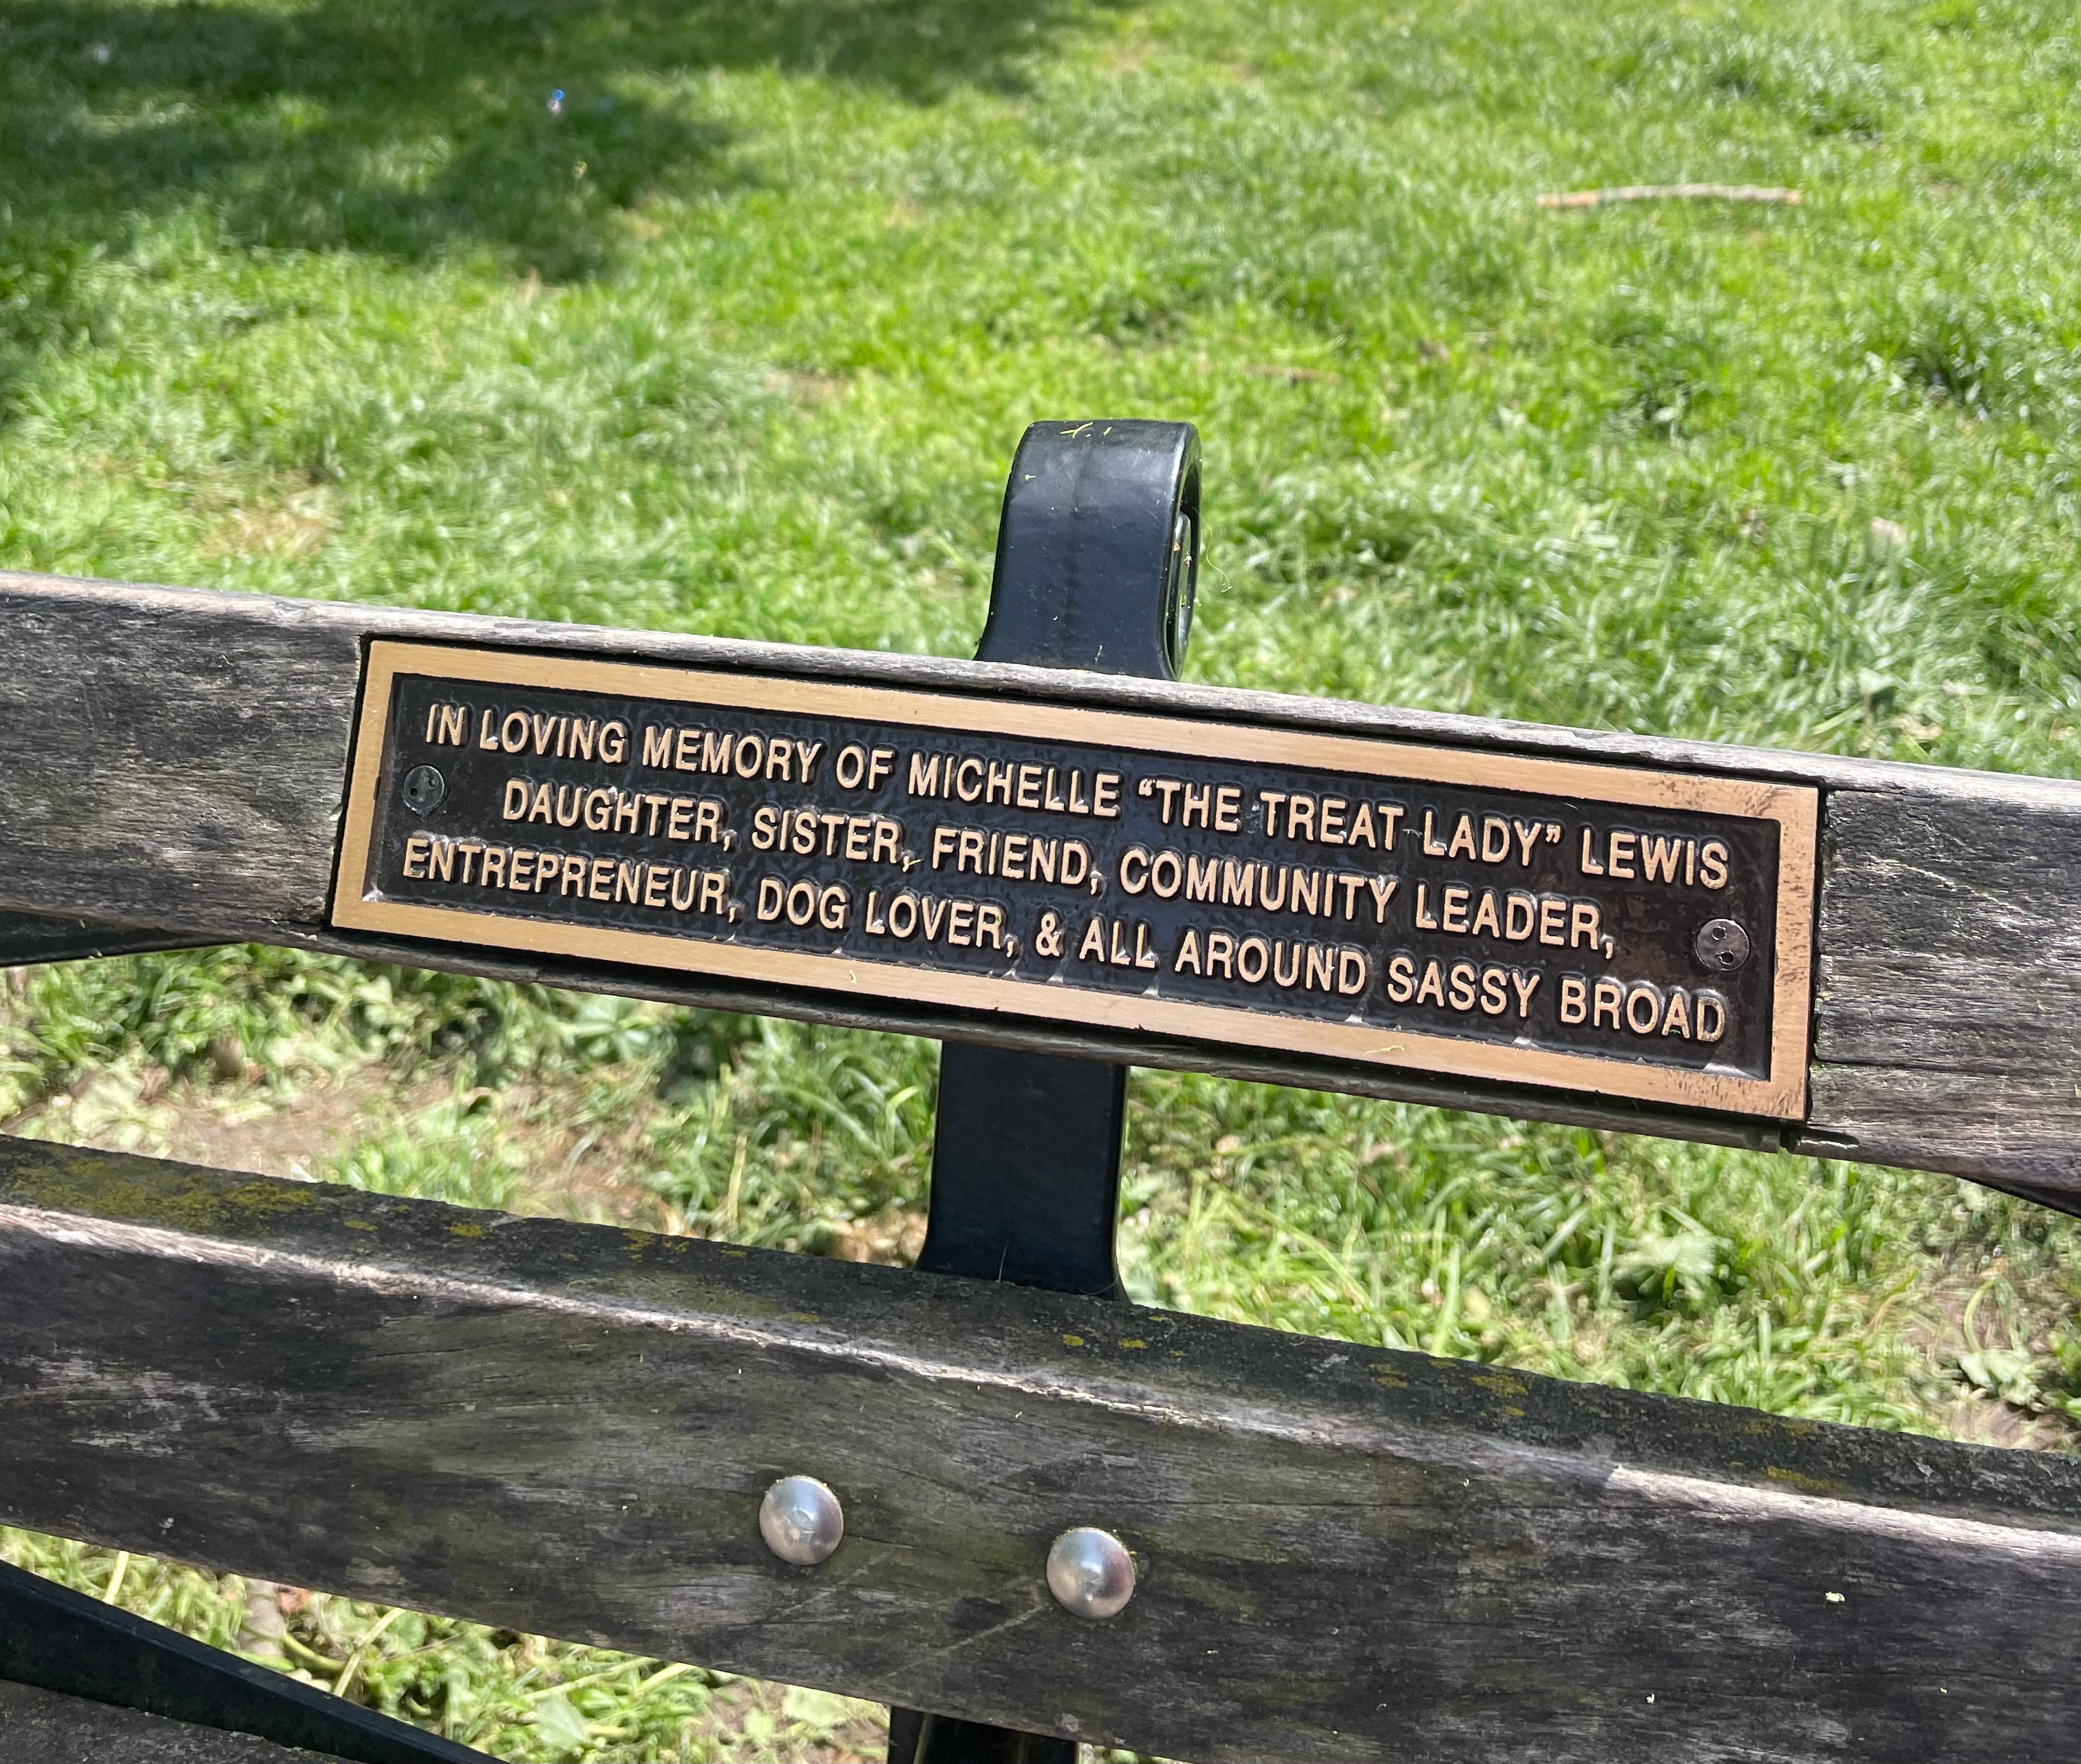 IN LOVING MEMORY OF MICHELLE “THE TREAT LADY” LEWIS
DAUGHTER, SISTER, FRIEND, COMMUNITY LEADER,
ENTREPRENEUR, DOG LOVER, & ALL AROUND SASSY BROAD